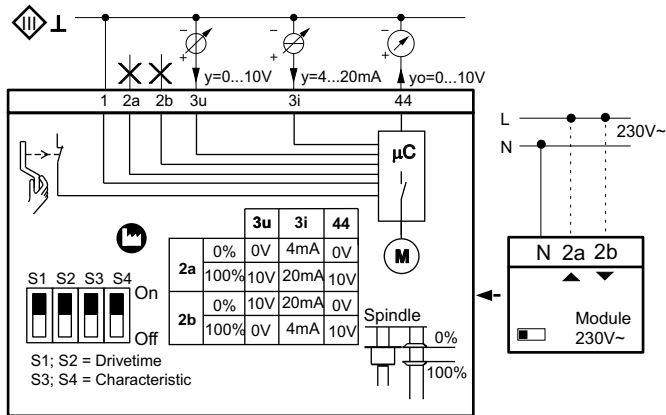 III ⊥
− − −
+ + +
y=0...10V y=4...20mA yo=0...10V
1 2a 2b 3u 3i 44
µC
M
3u 3i 44
2a 0% 0V 4mA 0V
100% 10V 20mA 10V
2b 0% 10V 20mA 0V
100% 0V 4mA 10V
S1 S2 S3 S4
On
Off
S1; S2 = Drivetime
S3; S4 = Characteristic
Spindle
0%
100%
L
230V~
N
N 2a 2b
Module
230V~